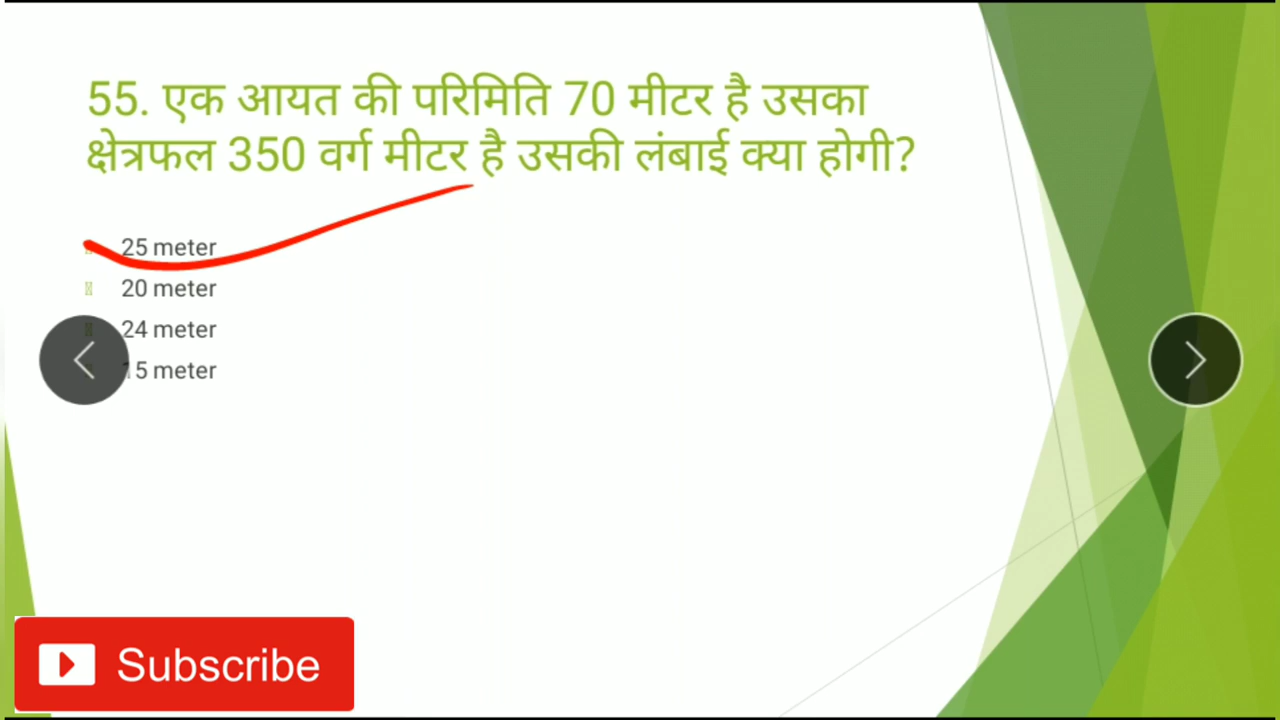 55. एक आयत की परिमिति 70 मीटर है उसका
क्षेत्रफल 350 वर्ग मीटर है उसकी लंबाई क्या होगी?
25 meter
20 meter
24 meter
15 meter
Subscribe